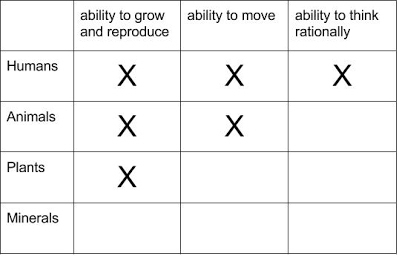 ability to grow
and reproduce
ability to move
ability to think
rationally
Humans
X
X
X
Animals
X
X
Plants
X
Minerals